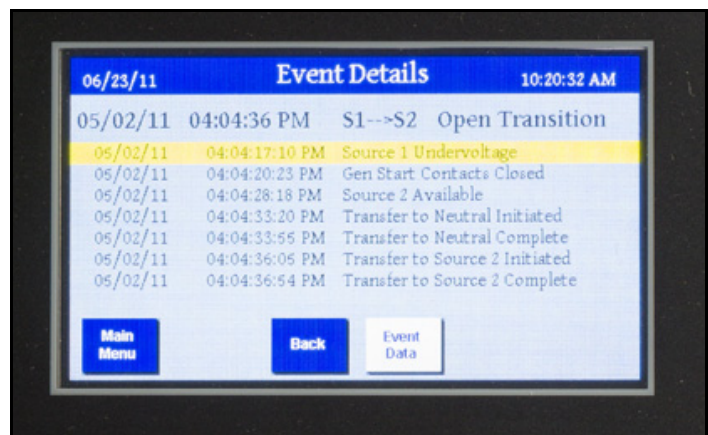 06/23/11 Event Details 10:20:32 AM
05/02/11 04:04:36 PM S1-->S2 Open Transition
05/02/11 04:04:17:10 PM Source 1 Undervoltage
05/02/11 04:04:20:23 PM Gen Start Contacts Closed
05/02/11 04:04:28:18 PM Source 2 Available
05/02/11 04:04:33:20 PM Transfer to Neutral Initiated
05/02/11 04:04:33:55 PM Transfer to Neutral Complete
05/02/11 04:04:36:05 PM Transfer to Source 2 Initiated
05/02/11 04:04:36:54 PM Transfer to Source 2 Complete
Main Menu
Back
Event Data